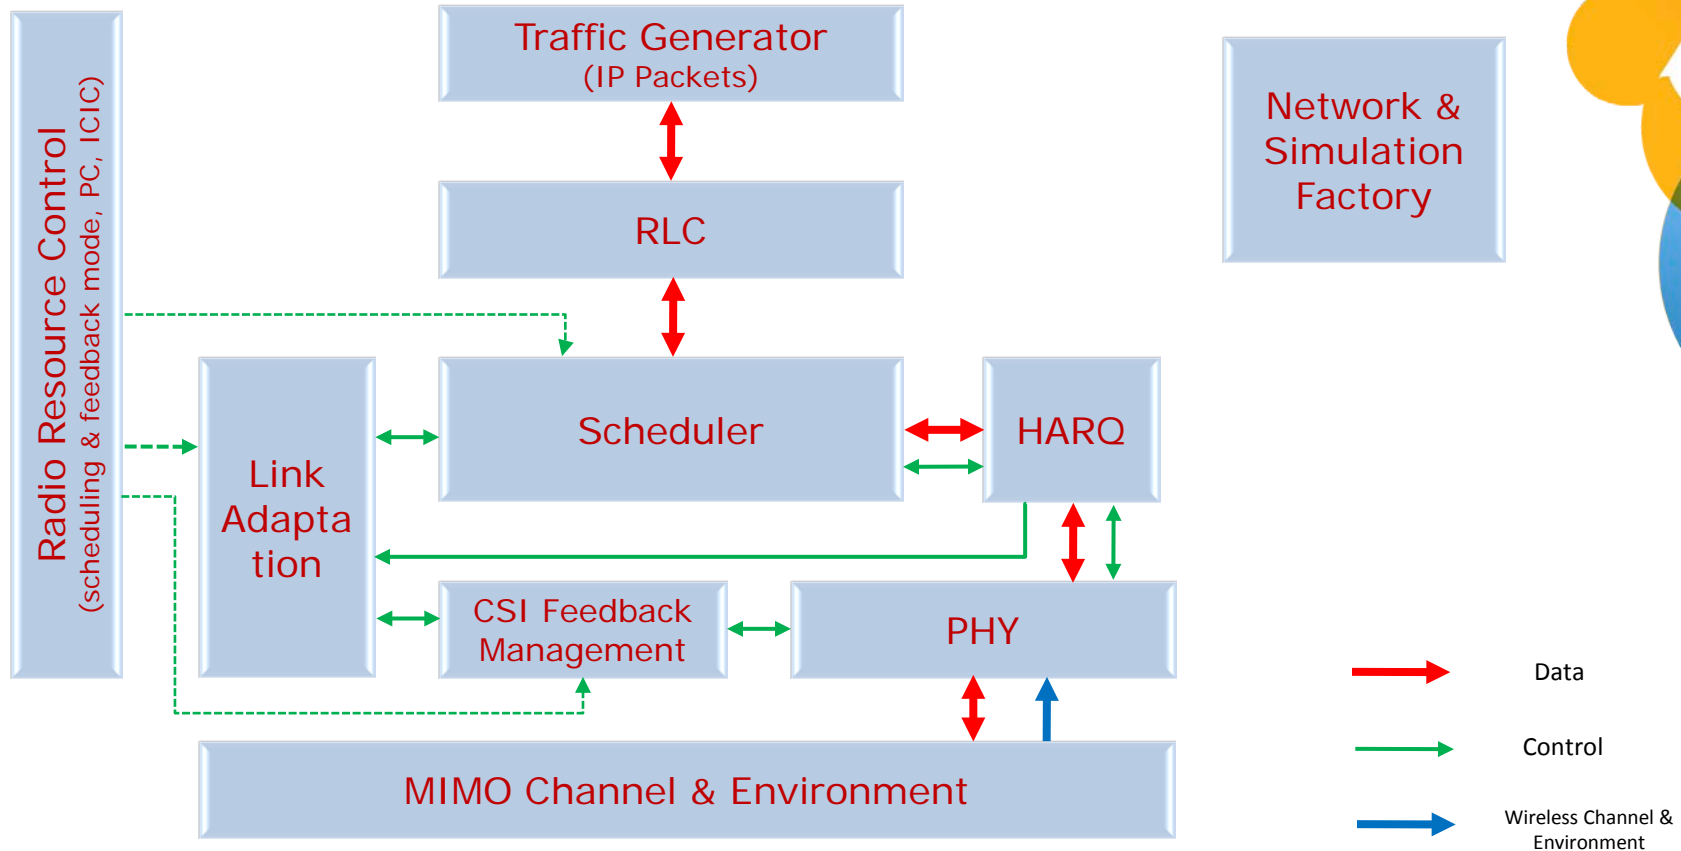 Radio Resource Control
(scheduling & feedback mode, PC, ICIC)
Traffic Generator
(IP Packets)
Network &
Simulation
Factory
RLC
Link
Adapta
tion
Scheduler
HARQ
CSI Feedback
Management
PHY
MIMO Channel & Environment
Data
Control
Wireless Channel &
Environment